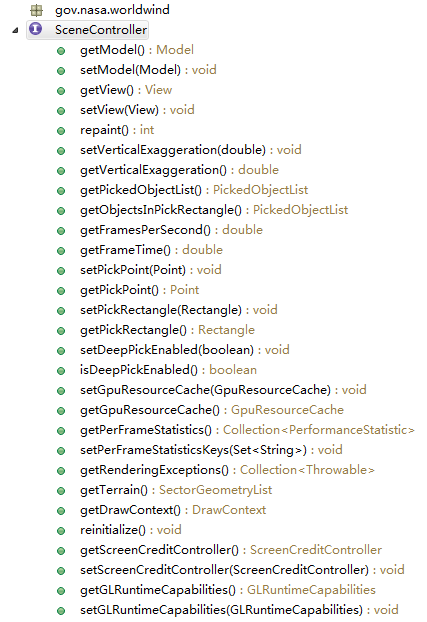 gov.nasa.worldwind
SceneController
getModel() : Model
setModel(Model) : void
getView() : View
setView(View) : void
repaint() : int
setVerticalExaggeration(double) : void
getVerticalExaggeration() : double
getPickedObjectList() : PickedObjectList
getObjectsInPickRectangle() : PickedObjectList
getFramesPerSecond() : double
getFrameTime() : double
setPickPoint(Point) : void
getPickPoint() : Point
setPickRectangle(Rectangle) : void
getPickRectangle() : Rectangle
setDeepPickEnabled(boolean) : void
isDeepPickEnabled() : boolean
setGpuResourceCache(GpuResourceCache) : void
getGpuResourceCache() : GpuResourceCache
getPerFrameStatistics() : Collection<PerformanceStatistic>
setPerFrameStatisticsKeys(Set<String>) : void
getRenderingExceptions() : Collection<Throwable>
getTerrain() : SectorGeometryList
getDrawContext() : DrawContext
reinitialize() : void
getScreenCreditController() : ScreenCreditController
setScreenCreditController(ScreenCreditController) : void
getGLRuntimeCapabilities() : GLRuntimeCapabilities
setGLRuntimeCapabilities(GLRuntimeCapabilities) : void